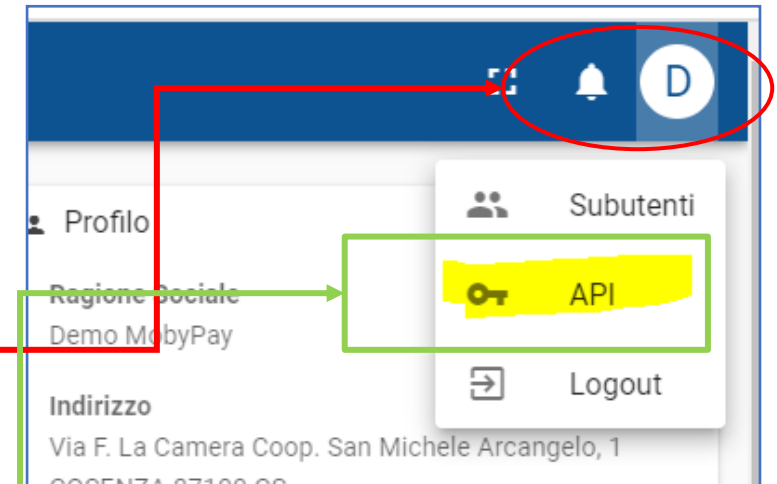 D
Subutenti
Profilo
API
Ragione Sociale
Demo MobyPay
Logout
Indirizzo
Via F. La Camera Coop. San Michele Arcangelo, 1